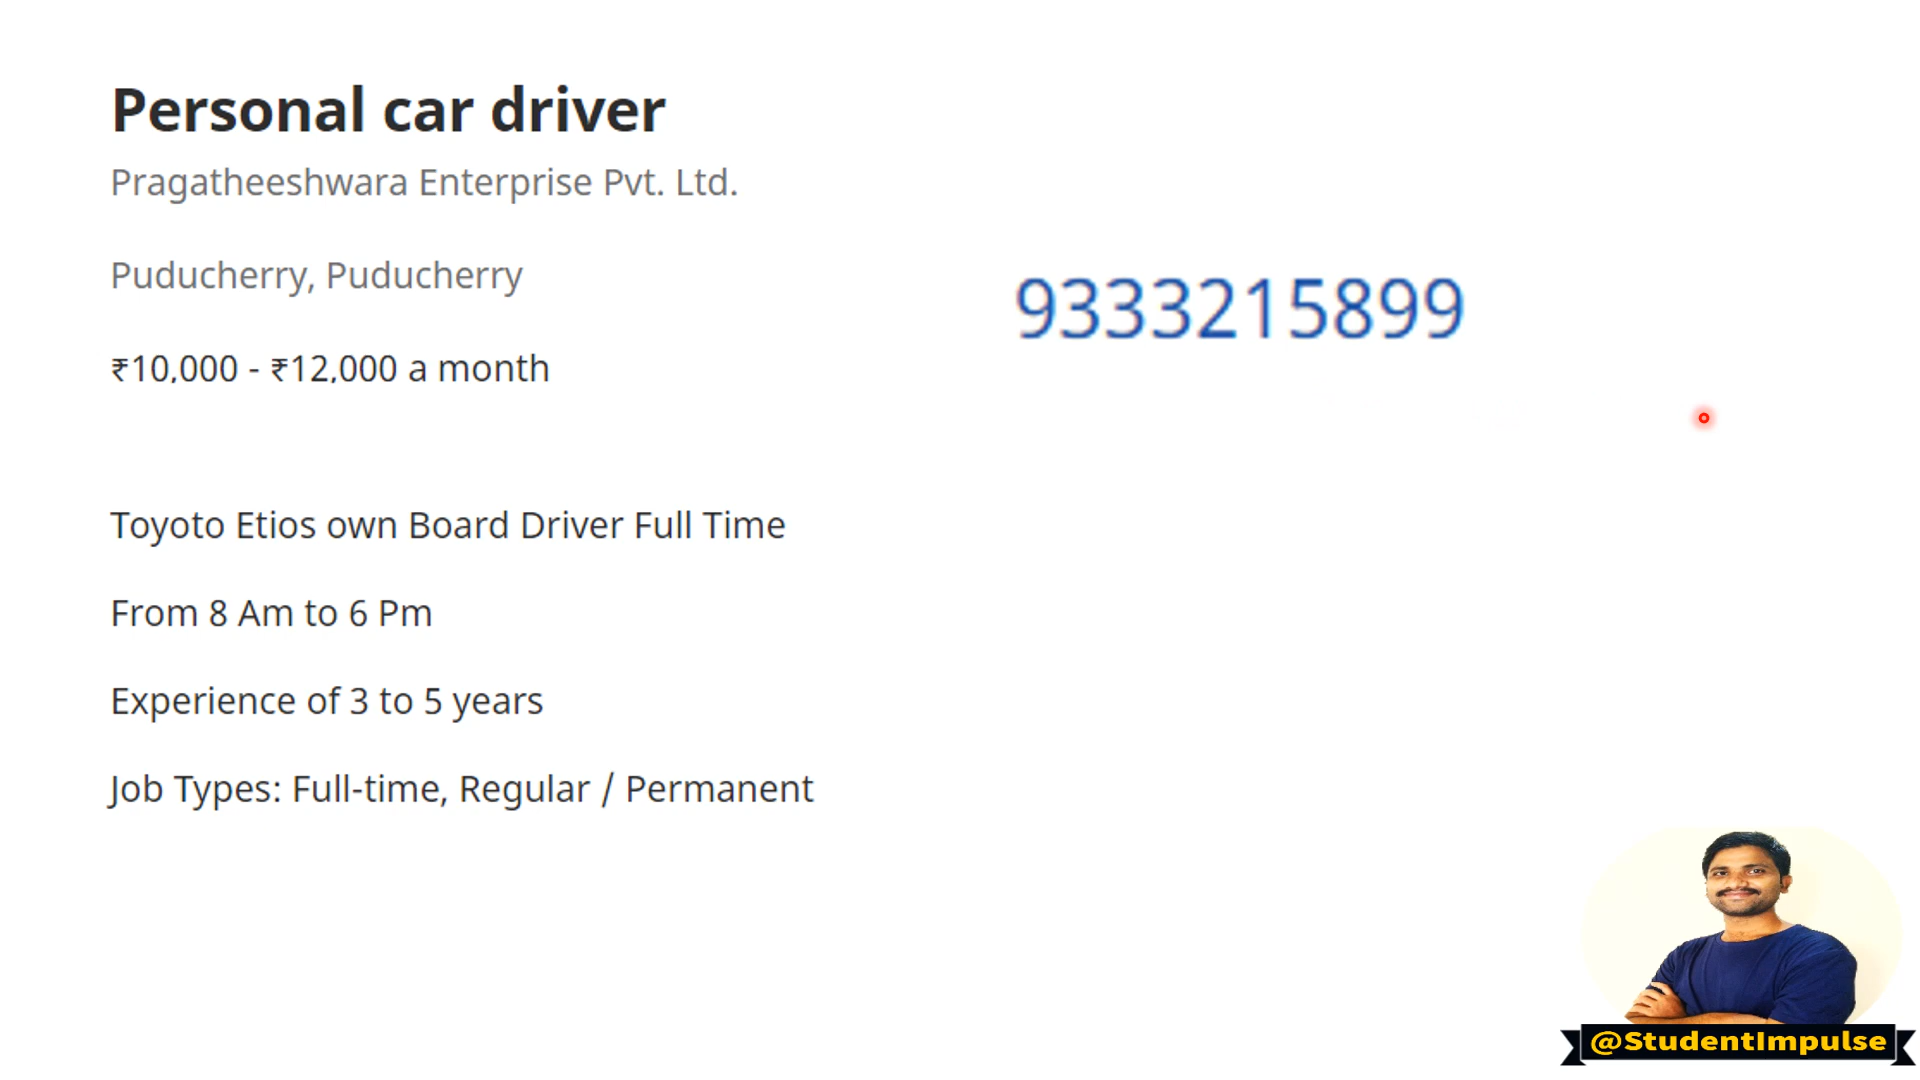 Personal car driver
Pragatheeshwara Enterprise Pvt. Ltd.
Puducherry, Puducherry
₹10,000 - ₹12,000 a month
9333215899
Toyoto Etios own Board Driver Full Time
From 8 Am to 6 Pm
Experience of 3 to 5 years
Job Types: Full-time, Regular / Permanent
@StudentImpulse